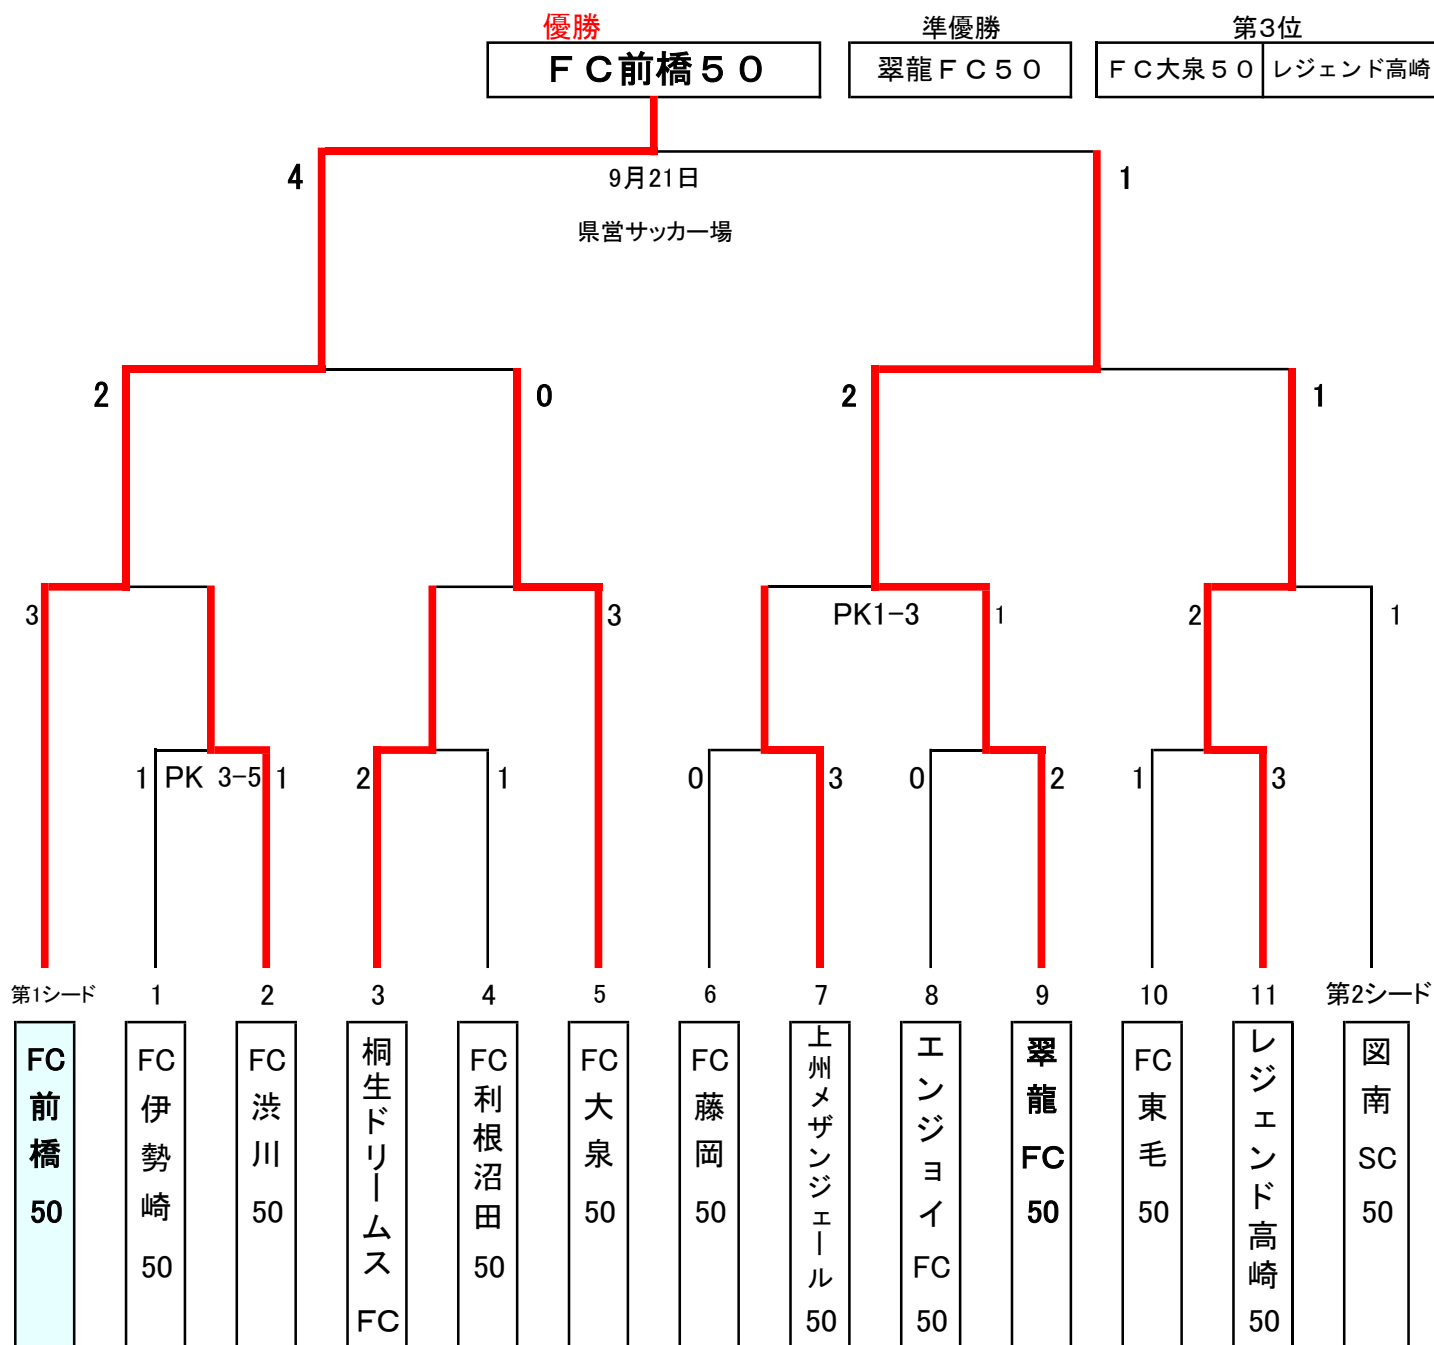 優勝 準優勝 第3位
ＦＣ前橋５０ 翠龍ＦＣ５０ ＦＣ大泉５０ レジェンド高崎
4 9月21日 1
県営サッカー場
2 0 2 1
3 3 PK1-3 1 2 1
1 PK 3-5 1 2 1 0 3 0 2 1 3
第1シード 1 2 3 4 5 6 7 8 9 10 11 第2シード
FC前橋50
FC伊勢崎50
FC渋川50
桐生ドリームスFC
FC利根沼田50
FC大泉50
FC藤岡50
上州メザンジェール50
エンジョイFC50
翠龍FC50
FC東毛50
レジェンド高崎50
図南SC50